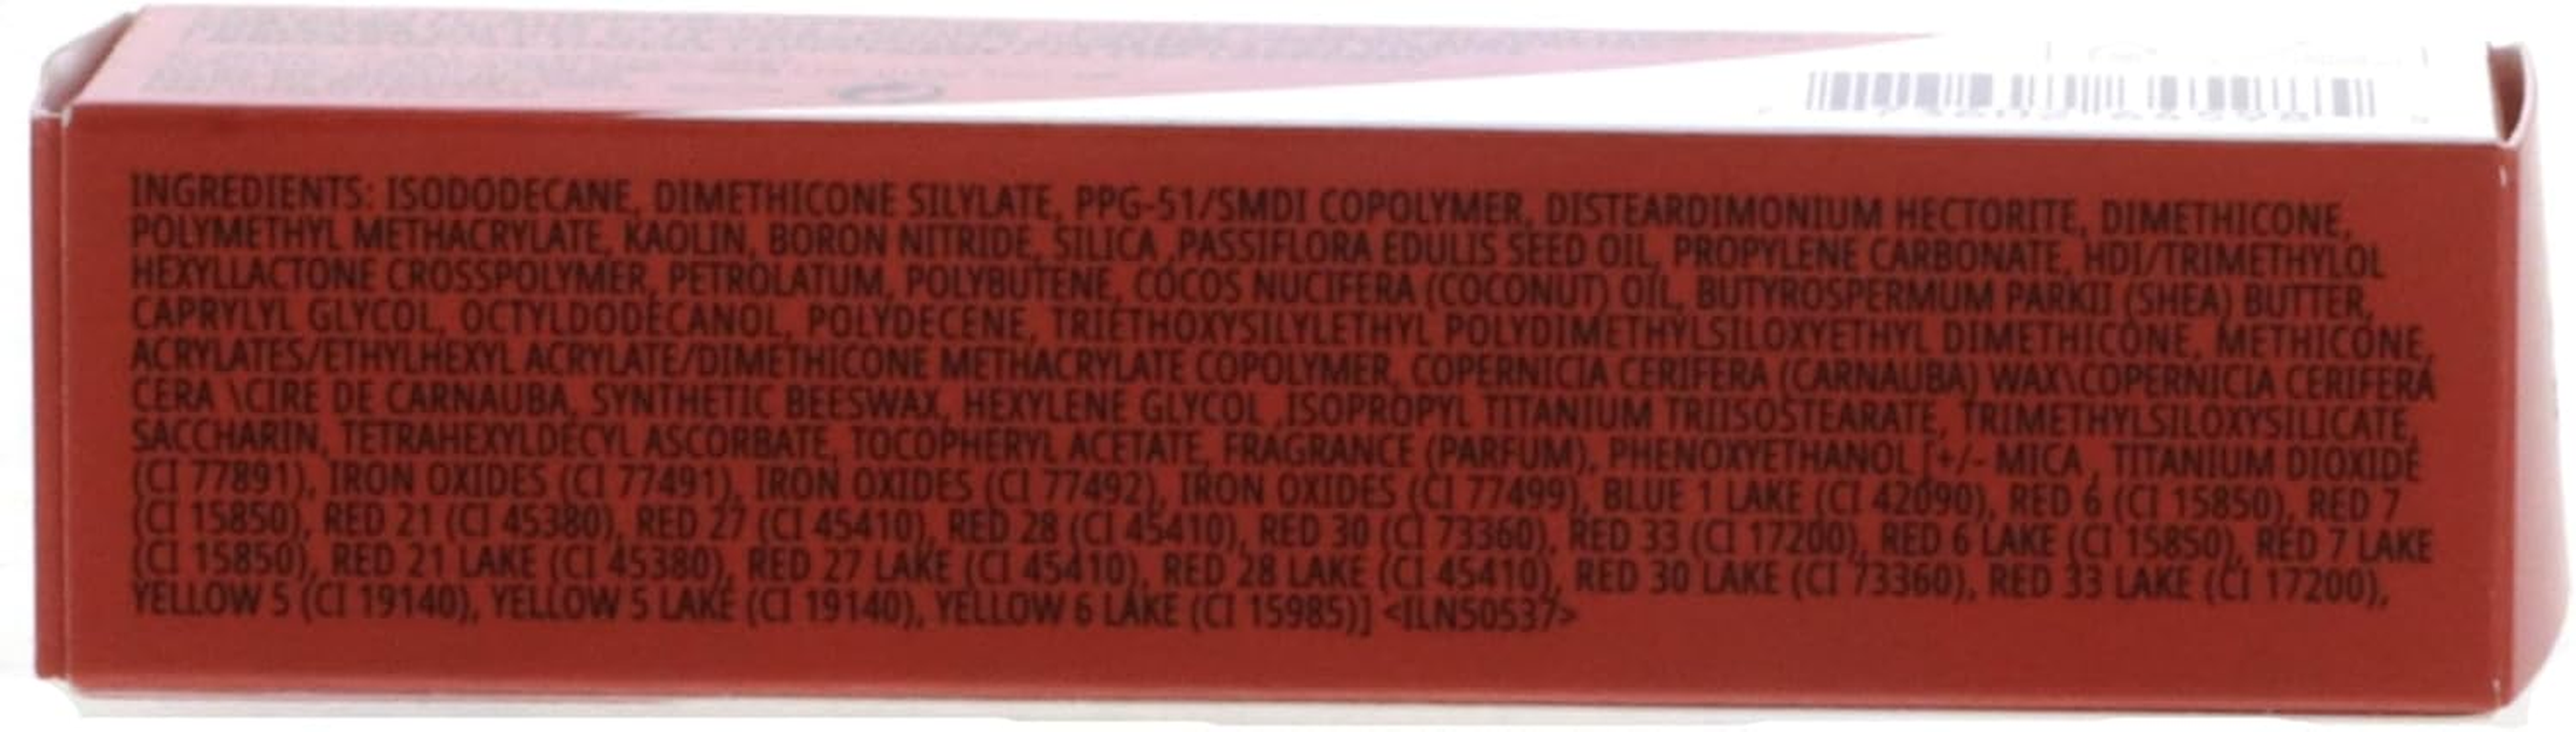 INGREDIENTS: ISODODECANE, DIMETHICONE SILYLATE, PPG-51/SMDI COPOLYMER, DISTEARDIMONIUM HECTORITE, DIMETHICONE,
POLYMETHYL METHACRYLATE, KAOLIN, BORON NITRIDE, SILICA ,PASSIFLORA EDULIS SEED OIL, PROPYLENE CARBONATE, HDI/TRIMETHYLOL
HEXYLLACTONE CROSSPOLYMER, PETROLATUM, POLYBUTENE, COCOS NUCIFERA (COCONUT) OIL, BUTYROSPERMUM PARKII (SHEA) BUTTER,
CAPRYLYL GLYCOL, OCTYLDODECANOL, POLYDECENE, TRIETHOXYSILYLETHYL POLYDIMETHYLSILOXYETHYL DIMETHICONE, METHICONE,
ACRYLATES/ETHYLHEXYL ACRYLATE/DIMETHICONE METHACRYLATE COPOLYMER, COPERNICIA CERIFERA (CARNAUBA) WAX\COPERNICIA CERIFERA
CERA \CIRE DE CARNAUBA, SYNTHETIC BEESWAX, HEXYLENE GLYCOL ,ISOPROPYL TITANIUM TRIISOSTEARATE, TRIMETHYLSILOXYSILICATE,
SACCHARIN, TETRAHEXYLDECYL ASCORBATE, TOCOPHERYL ACETATE, FRAGRANCE (PARFUM), PHENOXYETHANOL [+/- MICA , TITANIUM DIOXIDE
(CI 77891), IRON OXIDES (CI 77491), IRON OXIDES (CI 77492), IRON OXIDES (CI 77499), BLUE 1 LAKE (CI 42090), RED 6 (CI 15850), RED 7
(CI 15850), RED 21 (CI 45380), RED 27 (CI 45410), RED 28 (CI 45410), RED 30 (CI 73360), RED 33 (CI 17200), RED 6 LAKE (CI 15850), RED 7 LAKE
(CI 15850), RED 21 LAKE (CI 45380), RED 27 LAKE (CI 45410), RED 28 LAKE (CI 45410), RED 30 LAKE (CI 73360), RED 33 LAKE (CI 17200),
YELLOW 5 (CI 19140), YELLOW 5 LAKE (CI 19140), YELLOW 6 LAKE (CI 15985)] <ILN50537>